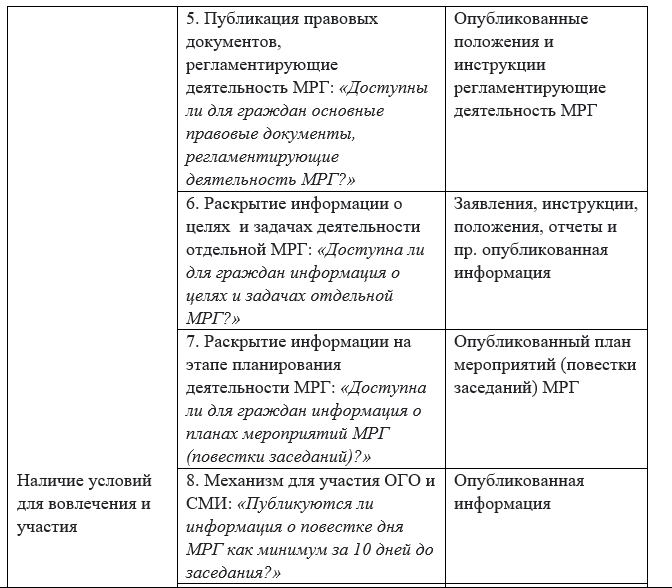 5. Публикация правовых
документов,
регламентирующие
деятельность МРГ: «Доступны
ли для граждан основные
правовые документы,
регламентирующие
деятельность МРГ?»
Опубликованные
положения и
инструкции
регламентирующие
деятельность МРГ
6. Раскрытие информации о
целях и задачах деятельности
отдельной МРГ: «Доступна ли
для граждан информация о
целях и задачах отдельной
МРГ?»
Заявления, инструкции,
положения, отчеты и
пр. опубликованная
информация
7. Раскрытие информации на
этапе планирования
деятельности МРГ: «Доступна
ли для граждан информация о
планах мероприятий МРГ
(повестки заседаний)?»
Опубликованный план
мероприятий (повестки
заседаний) МРГ
Наличие условий
для вовлечения и
участия
8. Механизм для участия ОГО и
СМИ: «Публикуются ли
информация о повестке дня
МРГ как минимум за 10 дней до
заседания?»
Опубликованная
информация